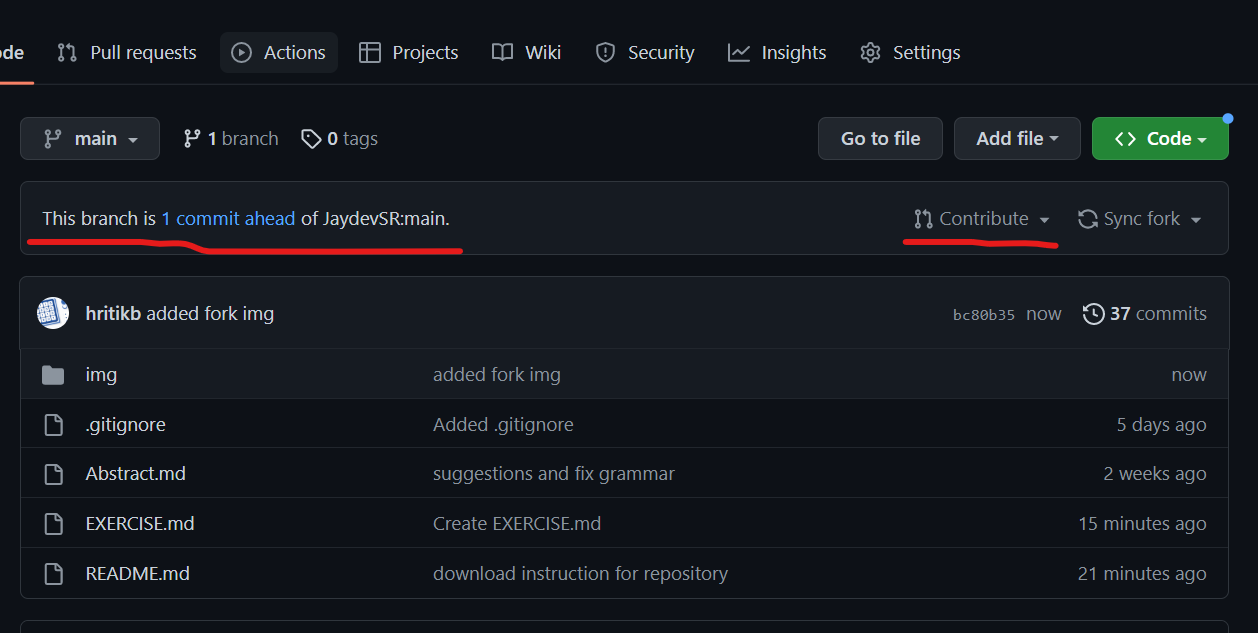 ode Pull requests Actions Projects Wiki Security Insights Settings
main 1 branch 0 tags Go to file Add file Code
This branch is 1 commit ahead of JaydevSR:main. Contribute Sync fork
hritikb added fork img bc80b35 now 37 commits
img added fork img now
.gitignore Added .gitignore 5 days ago
Abstract.md suggestions and fix grammar 2 weeks ago
EXERCISE.md Create EXERCISE.md 15 minutes ago
README.md download instruction for repository 21 minutes ago